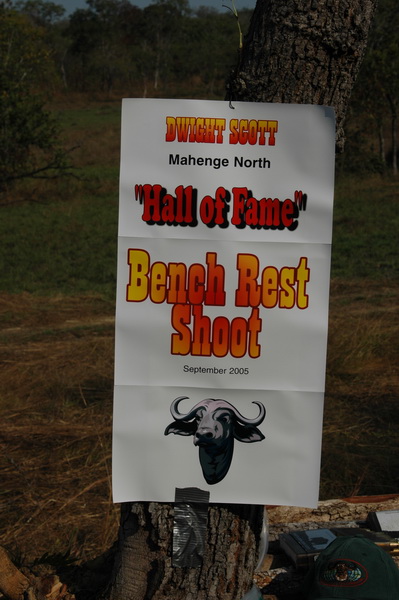 DWIGHT SCOTT
Mahenge North
"Hall of Fame"
Bench Rest
Shoot
September 2005